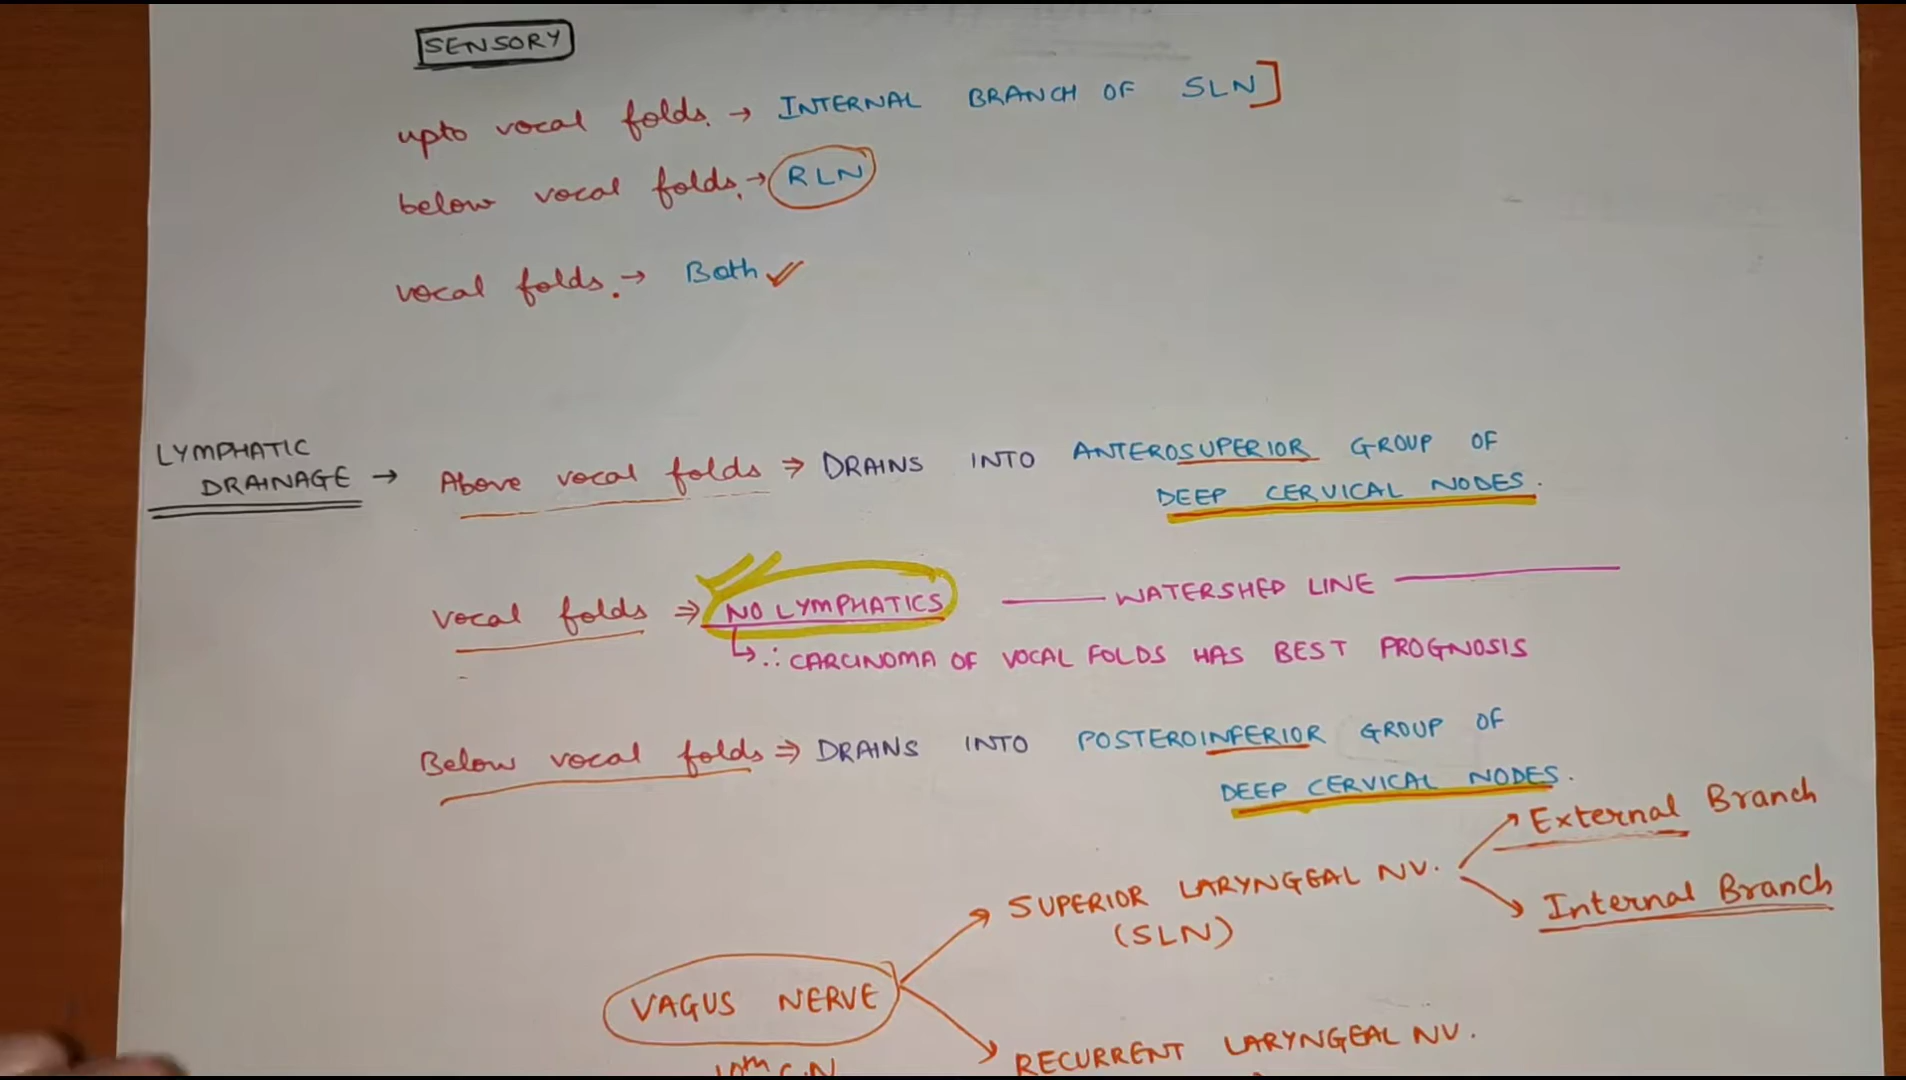 SENSORY
upto vocal folds. → INTERNAL BRANCH OF SLN]
below vocal folds. → RLN
vocal folds. → Both ✓
LYMPHATIC DRAINAGE → Above vocal folds ⇒ DRAINS INTO ANTEROSUPERIOR GROUP OF
DEEP CERVICAL NODES.
vocal folds ⇒ NO LYMPHATICS — WATERSHED LINE —
↳ ∴ CARCINOMA OF VOCAL FOLDS HAS BEST PROGNOSIS
Below vocal folds ⇒ DRAINS INTO POSTEROINFERIOR GROUP OF
DEEP CERVICAL NODES.
External Branch
SUPERIOR LARYNGEAL NV.
Internal Branch
(SLN)
VAGUS NERVE
RECURRENT LARYNGEAL NV.
10th C.N